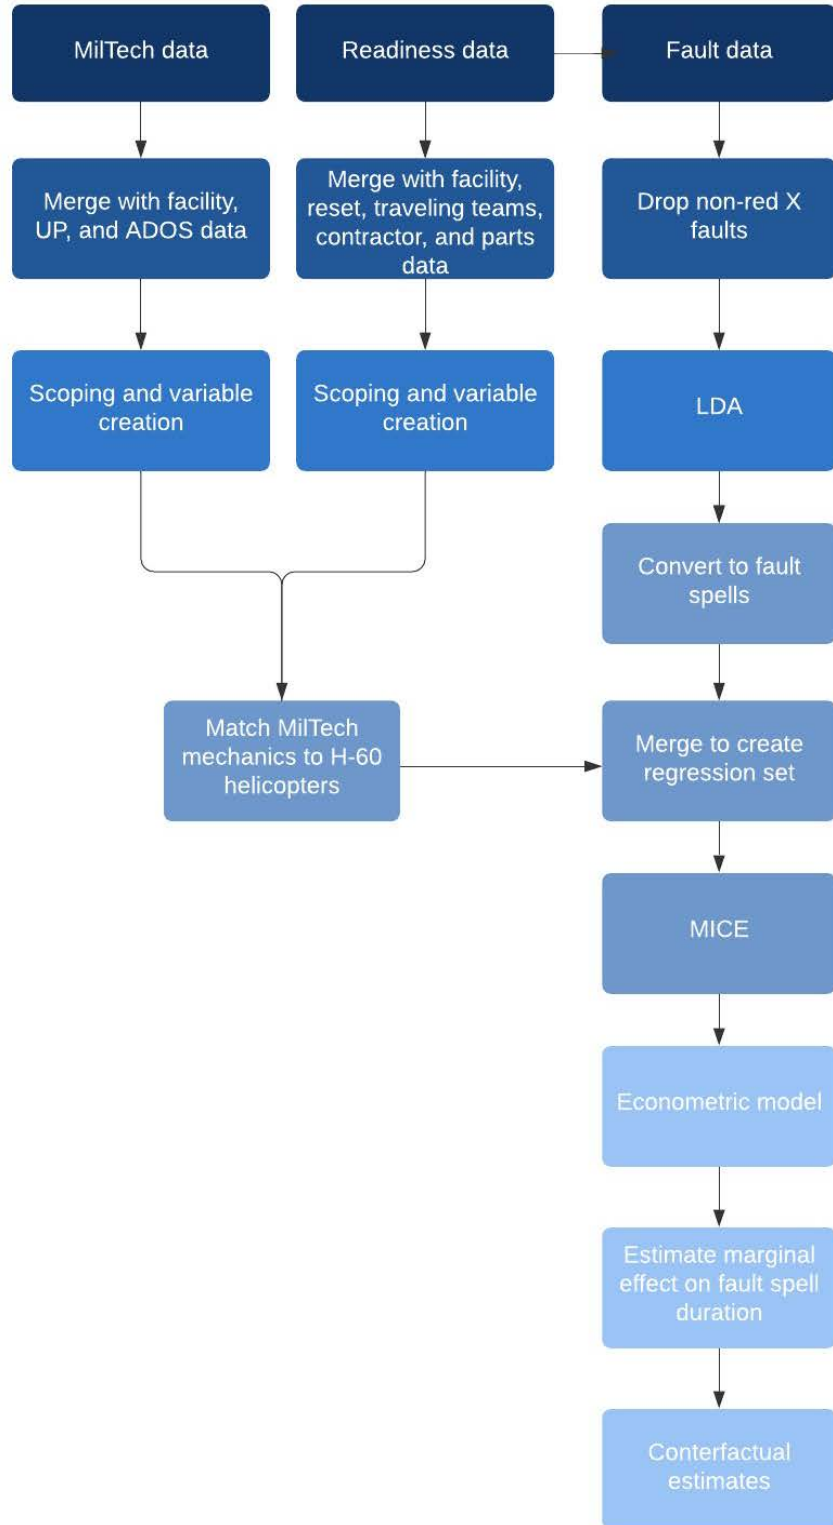 MilTech data
Readiness data
Fault data
Merge with facility,
UP, and ADOS data
Merge with facility,
reset, traveling teams,
contractor, and parts
data
Drop non-red X
faults
Scoping and variable
creation
Scoping and variable
creation
LDA
Convert to fault
spells
Match MilTech
mechanics to H-60
helicopters
Merge to create
regression set
MICE
Econometric model
Estimate marginal
effect on fault spell
duration
Conterfactual
estimates